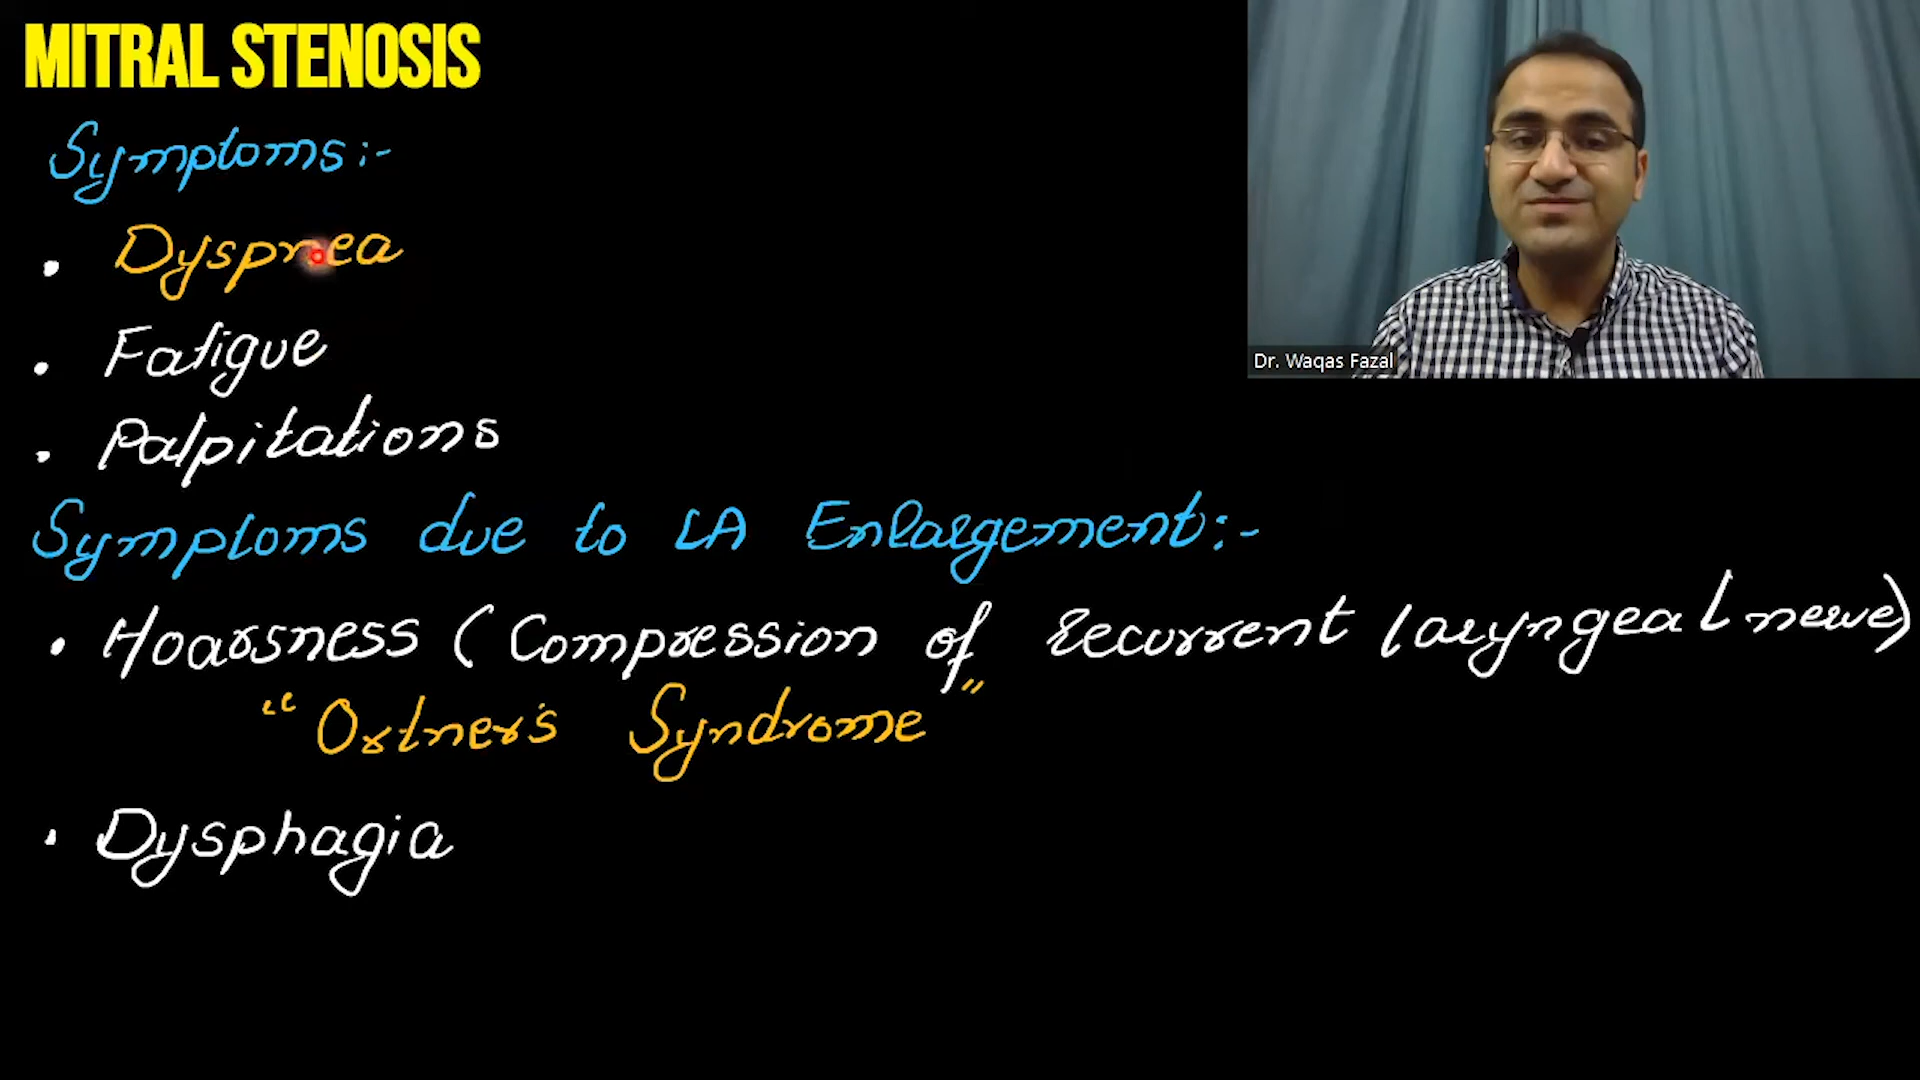 MITRAL STENOSIS
Symptoms:-
• Dyspnea
• Fatigue
• Palpitations
Symptoms due to LA Enlargement:-
• Hoarsness (Compression of recurrent laryngeal nerve)
"Ortner's Syndrome"
• Dysphagia
Dr. Waqas Fazal